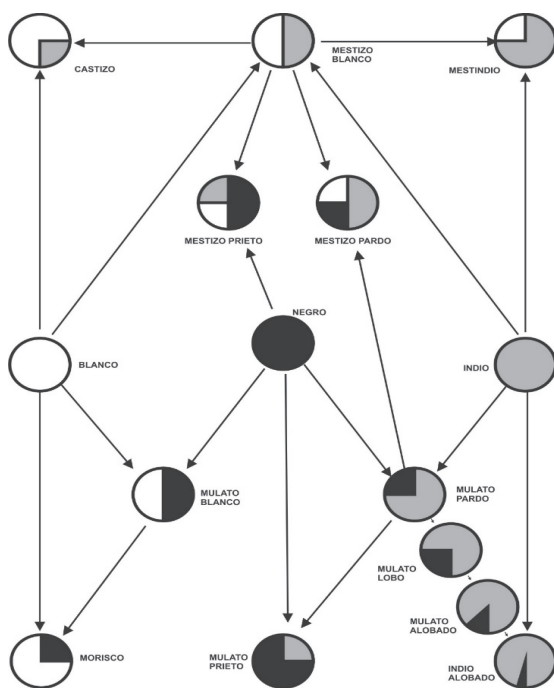 CASTIZO
MESTIZO
BLANCO
MESTINDIO
MESTIZO PRIETO
MESTIZO PARDO
NEGRO
BLANCO
INDIO
MULATO
BLANCO
MULATO
PARDO
MULATO
LOBO
MULATO
ALOBADO
MORISCO
MULATO
PRIETO
INDIO
ALOBADO